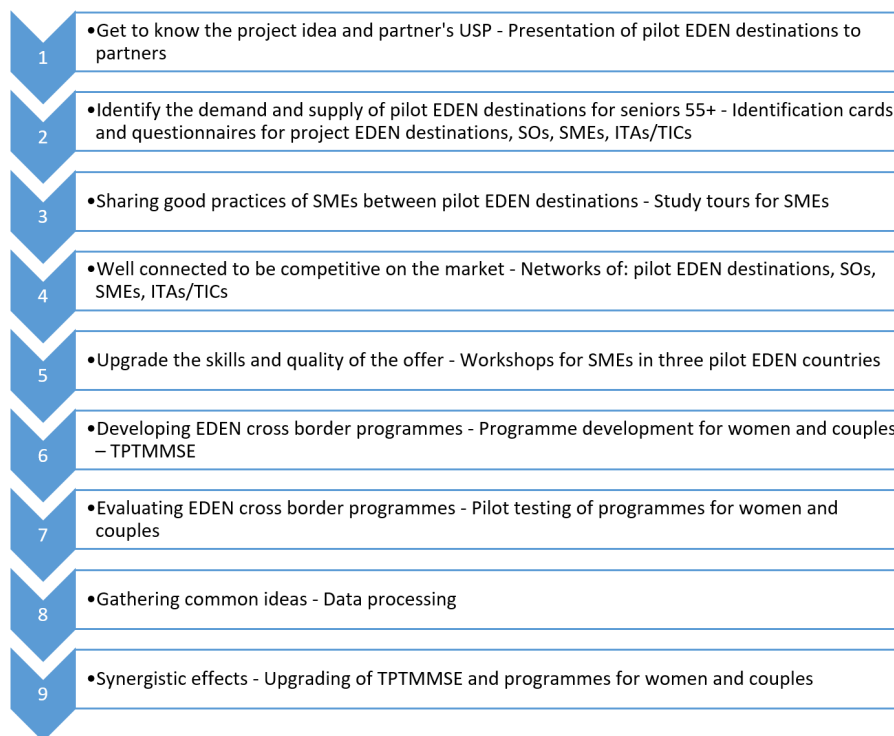 1
•Get to know the project idea and partner's USP - Presentation of pilot EDEN destinations to
partners
2
•Identify the demand and supply of pilot EDEN destinations for seniors 55+ - Identification cards
and questionnaires for project EDEN destinations, SOs, SMEs, ITAs/TICs
3
•Sharing good practices of SMEs between pilot EDEN destinations - Study tours for SMEs
4
•Well connected to be competitive on the market - Networks of: pilot EDEN destinations, SOs,
SMEs, ITAs/TICs
5
•Upgrade the skills and quality of the offer - Workshops for SMEs in three pilot EDEN countries
6
•Developing EDEN cross border programmes - Programme development for women and couples
– TPTMMSE
7
•Evaluating EDEN cross border programmes - Pilot testing of programmes for women and
couples
8
•Gathering common ideas - Data processing
9
•Synergistic effects - Upgrading of TPTMMSE and programmes for women and couples